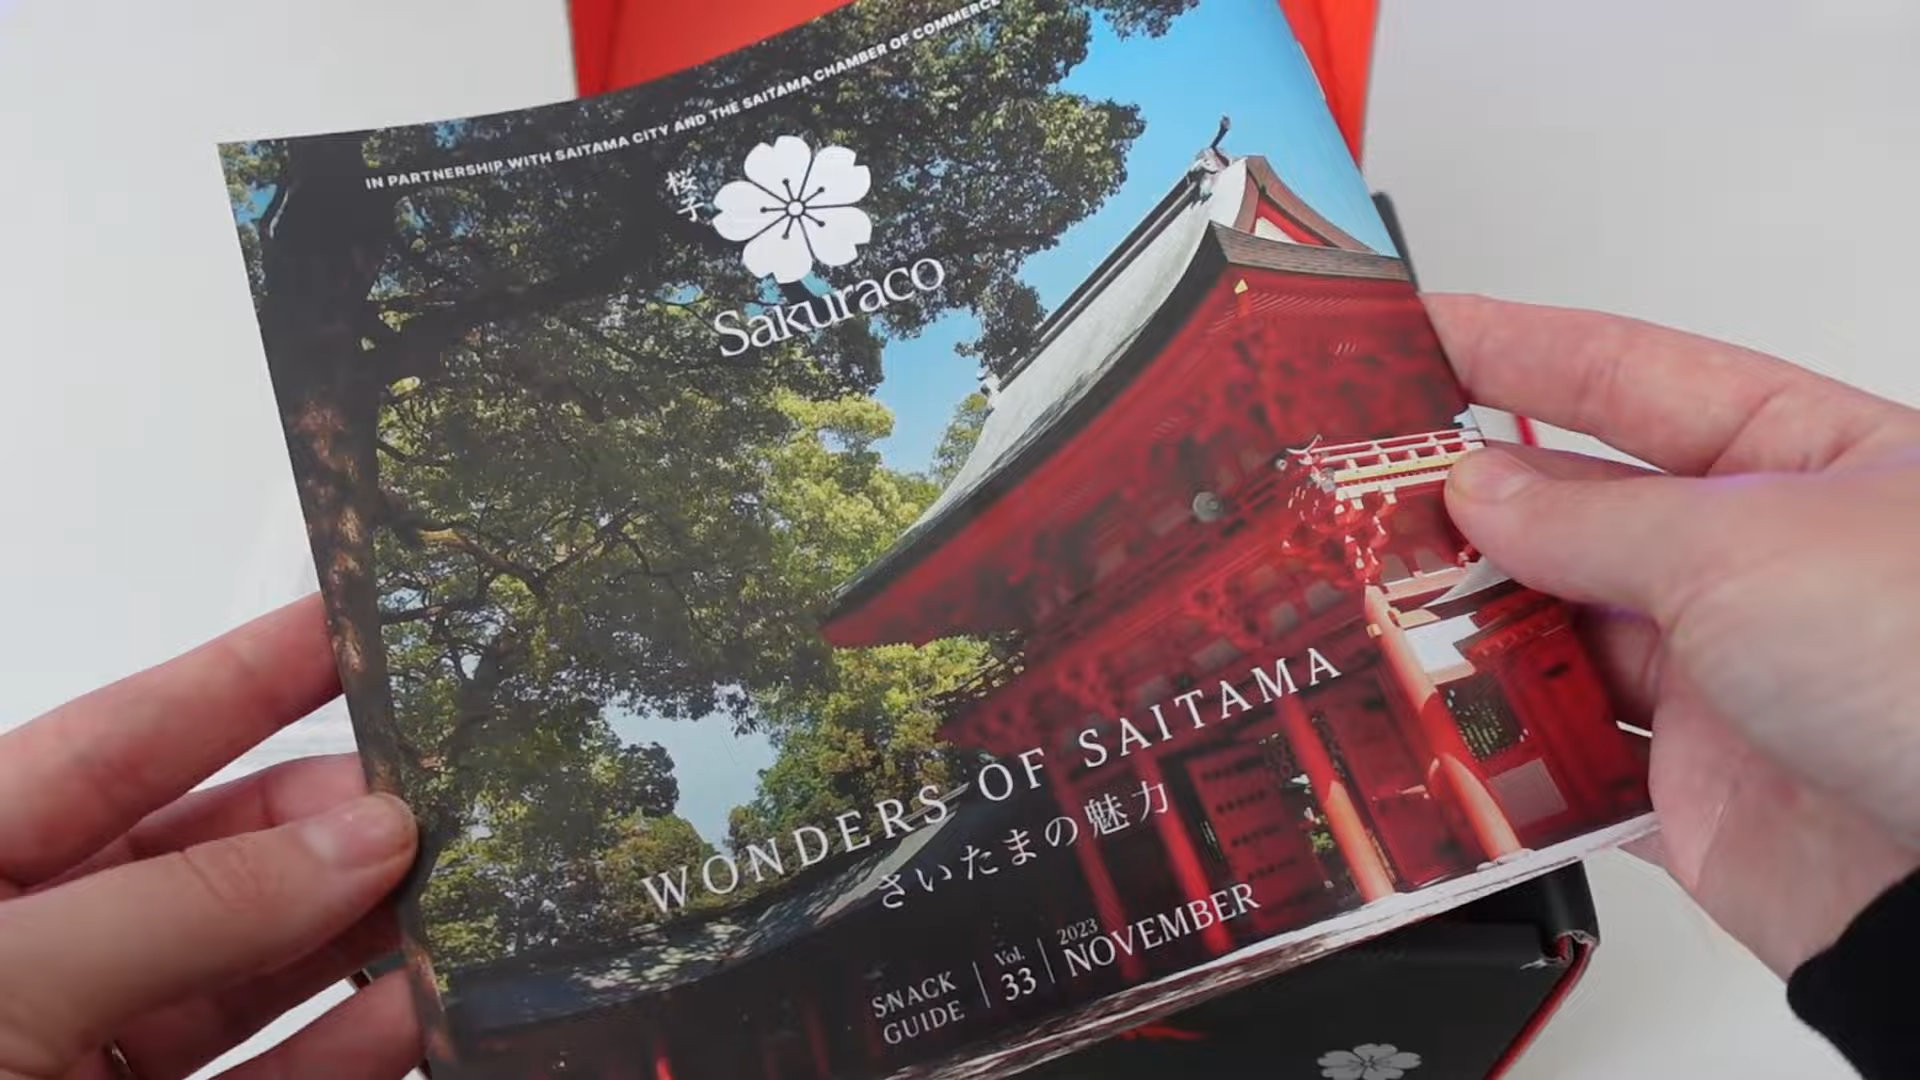 IN PARTNERSHIP WITH SAITAMA CITY AND THE SAITAMA CHAMBER OF COMMERCE
桜子
Sakuraco
WONDERS OF SAITAMA
さいたまの魅力
SNACK
GUIDE
Vol.
33
2023
NOVEMBER